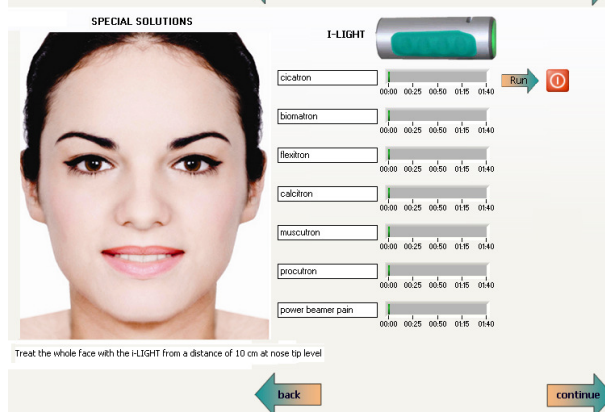 SPECIAL SOLUTIONS
I-LIGHT
cicatron
00:00 00:25 00:50 01:15 01:40
Run
biomatron
00:00 00:25 00:50 01:15 01:40
flexitron
00:00 00:25 00:50 01:15 01:40
calcitron
00:00 00:25 00:50 01:15 01:40
muscutron
00:00 00:25 00:50 01:15 01:40
procutron
00:00 00:25 00:50 01:15 01:40
power beamer pain
00:00 00:25 00:50 01:15 01:40
Treat the whole face with the i-LIGHT from a distance of 10 cm at nose tip level
back
continue